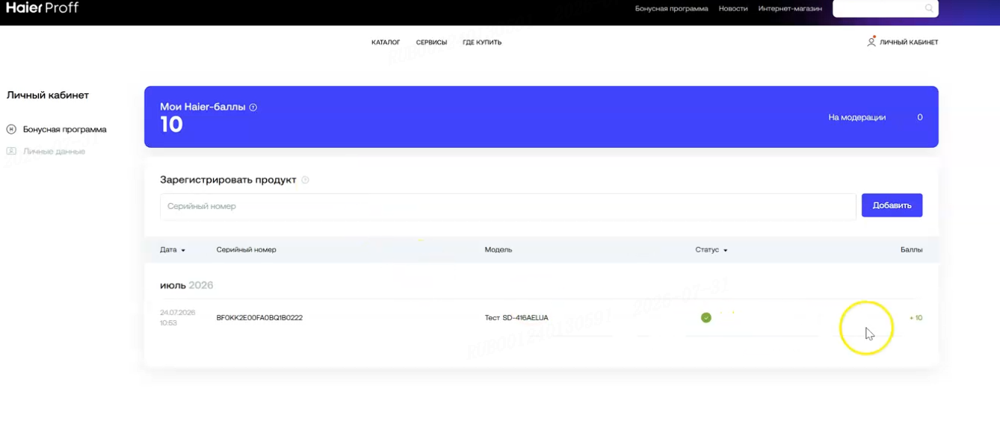 Haier Proff
Бонусная программа Новости Интернет-магазин
КАТАЛОГ СЕРВИСЫ ГДЕ КУПИТЬ ЛИЧНЫЙ КАБИНЕТ
Личный кабинет
Бонусная программа
Личные данные
Мои Haier-баллы
10
На модерации 0
Зарегистрировать продукт
Серийный номер
Добавить
Дата Серийный номер Модель Статус Баллы
июль 2026
24.07.2026
10:53
BF0KK2E00FA0BQ1B0222 Тест SD-416AELUA + 10